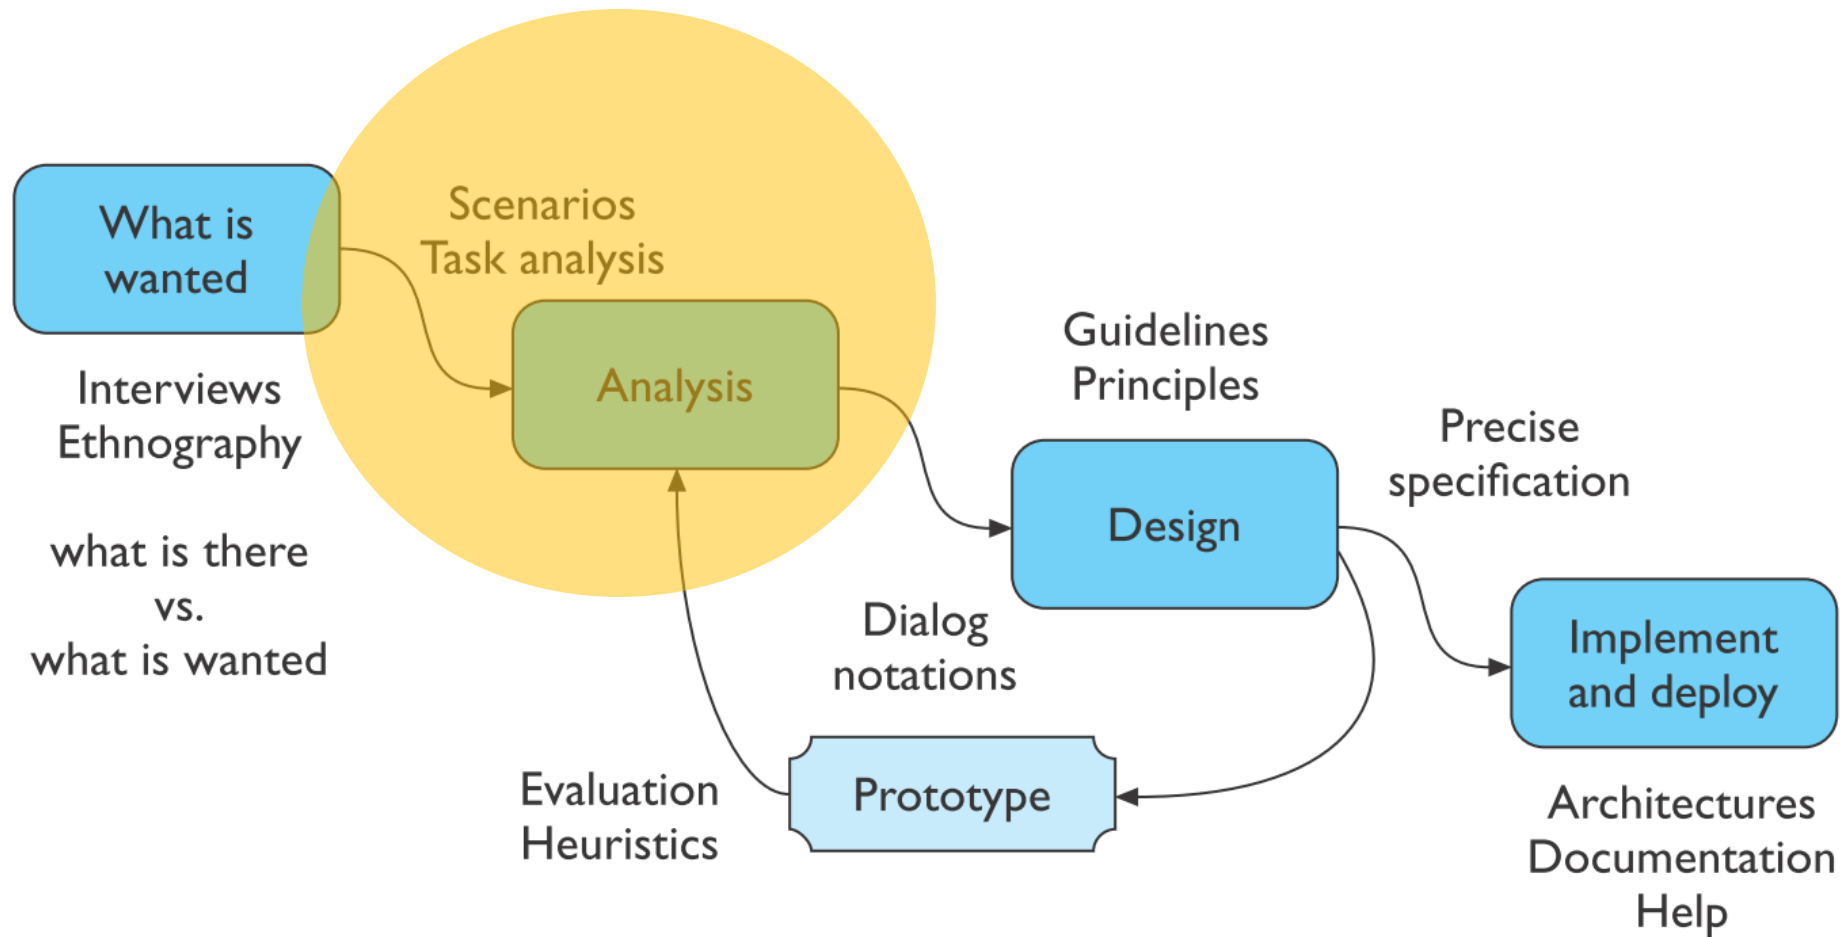 What is
wanted
Interviews
Ethnography
what is there
vs.
what is wanted
Scenarios
Task analysis
Analysis
Guidelines
Principles
Design
Precise
specification
Dialog
notations
Prototype
Evaluation
Heuristics
Implement
and deploy
Architectures
Documentation
Help